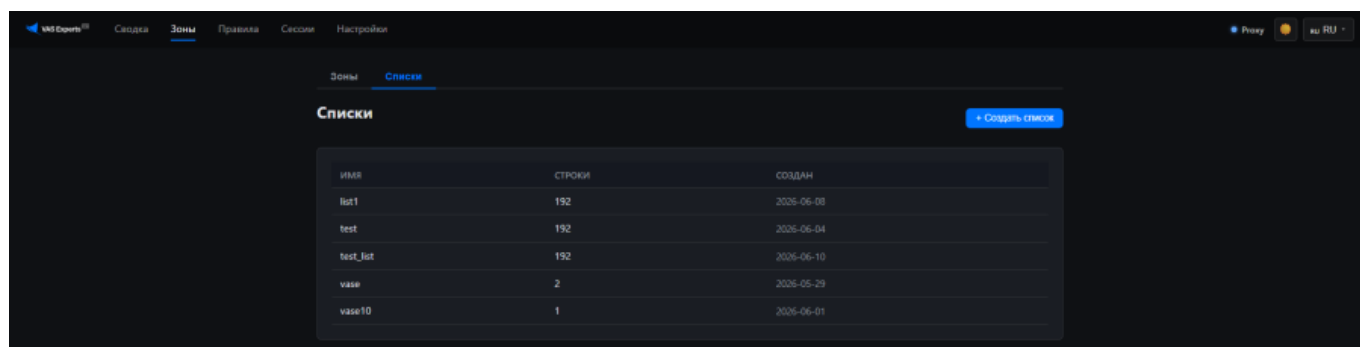 VAS Experts Сводка Зоны Правила Сессии Настройки Proxy RU RU
Зоны Списки
Списки
+ Создать список
ИМЯ СТРОКИ СОЗДАН
list1 192 2026-06-08
test 192 2026-06-04
test_list 192 2026-06-10
vase 2 2026-05-29
vase10 1 2026-06-01